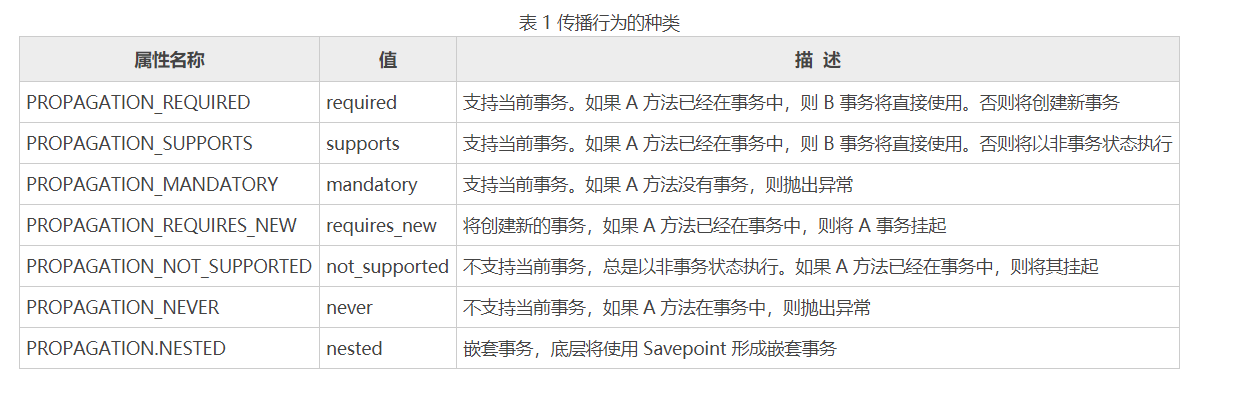 表 1 传播行为的种类
属性名称 值 描 述
PROPAGATION_REQUIRED required 支持当前事务。如果 A 方法已经在事务中，则 B 事务将直接使用。否则将创建新事务
PROPAGATION_SUPPORTS supports 支持当前事务。如果 A 方法已经在事务中，则 B 事务将直接使用。否则将以非事务状态执行
PROPAGATION_MANDATORY mandatory 支持当前事务。如果 A 方法没有事务，则抛出异常
PROPAGATION_REQUIRES_NEW requires_new 将创建新的事务，如果 A 方法已经在事务中，则将 A 事务挂起
PROPAGATION_NOT_SUPPORTED not_supported 不支持当前事务，总是以非事务状态执行。如果 A 方法已经在事务中，则将其挂起
PROPAGATION_NEVER never 不支持当前事务，如果 A 方法在事务中，则抛出异常
PROPAGATION.NESTED nested 嵌套事务，底层将使用 Savepoint 形成嵌套事务